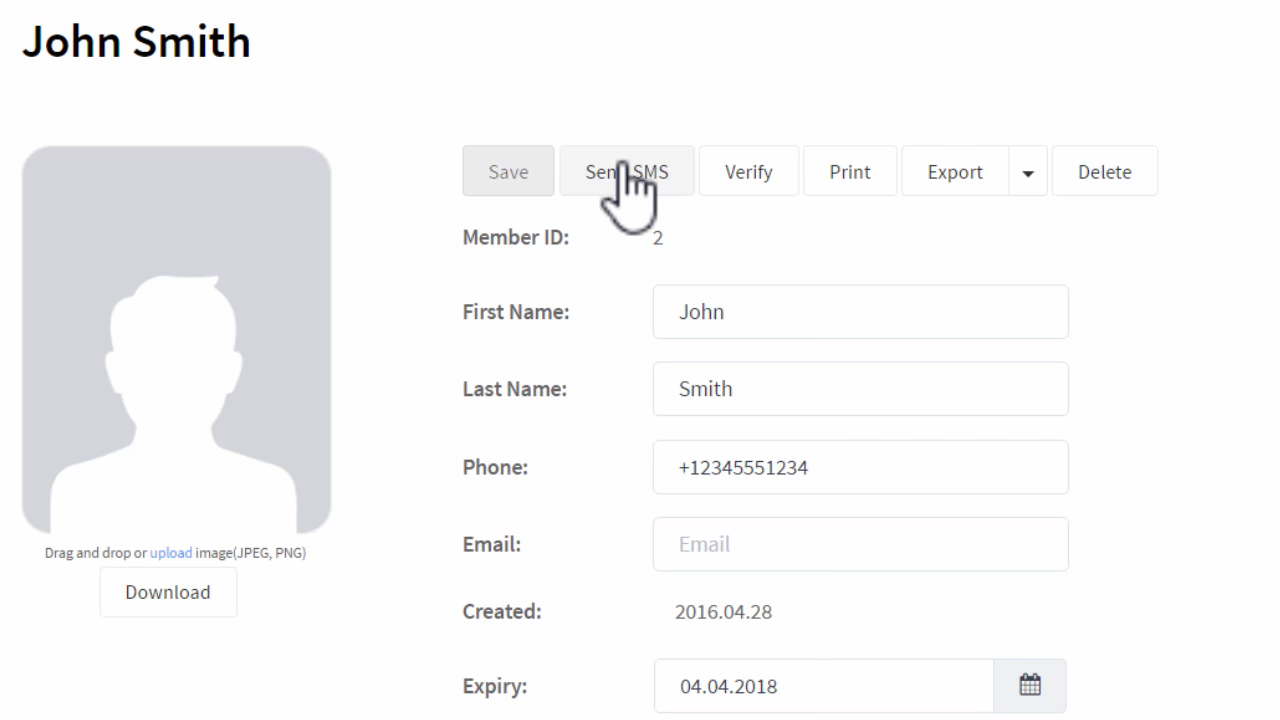 John Smith
Save Send SMS Verify Print Export Delete
Member ID: 2
First Name: John
Last Name: Smith
Phone: +12345551234
Email: Email
Drag and drop or upload image(JPEG, PNG)
Download
Created: 2016.04.28
Expiry: 04.04.2018